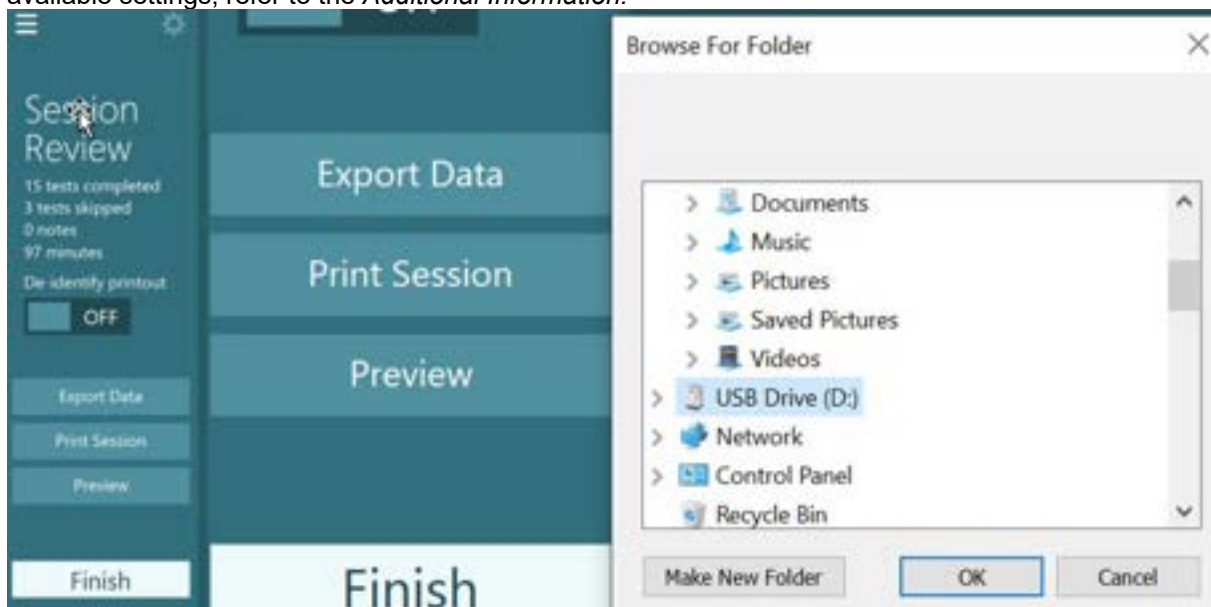 available settings, refer to the Additional Information.
Session
Review
15 tests completed
3 tests skipped
0 notes
97 minutes
De identify printout
OFF
Export Data
Print Session
Preview
Finish
Export Data
Print Session
Preview
Finish
Browse For Folder
Documents
Music
Pictures
Saved Pictures
Videos
USB Drive (D:)
Network
Control Panel
Recycle Bin
Make New Folder
OK
Cancel